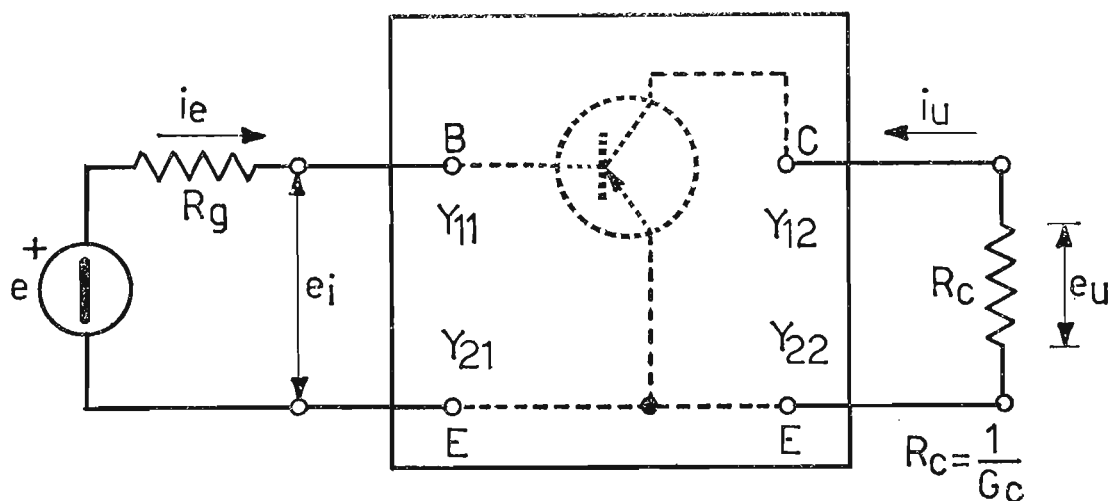 ie
Rg
+
e
ei
B
Y11
Y21
E
C
Y12
Y22
E
iu
Rc
eu
Rc = 1/Gc